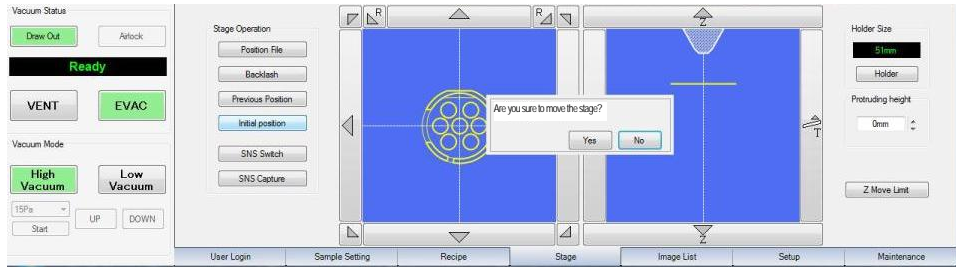 Vacuum Status
Draw Out
Airlock
Ready
VENT
EVAC
Vacuum Mode
High
Vacuum
Low
Vacuum
15Pa
Start
UP
DOWN
Stage Operation
Position File
Backlash
Previous Position
Initial position
SNS Switch
SNS Capture
R
R
Z
T
Z
Are you sure to move the stage?
Yes
No
Holder Size
51mm
Holder
Protruding height
0mm
Z Move Limit
User Login
Sample Setting
Recipe
Stage
Image List
Setup
Maintenance